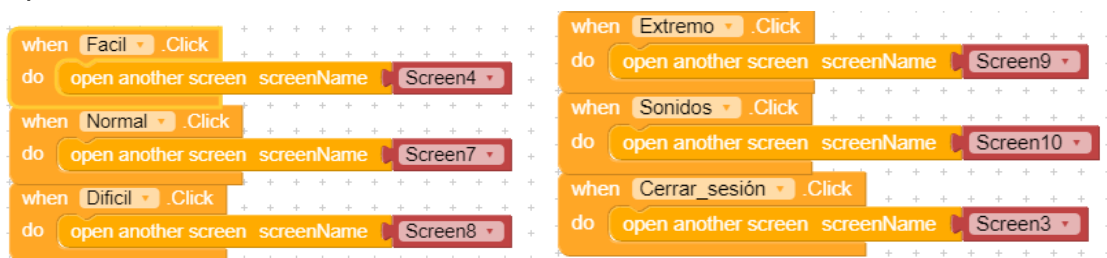 when Facil .Click
do open another screen screenName Screen4
when Normal .Click
do open another screen screenName Screen7
when Dificil .Click
do open another screen screenName Screen8
when Extremo .Click
do open another screen screenName Screen9
when Sonidos .Click
do open another screen screenName Screen10
when Cerrar_sesión .Click
do open another screen screenName Screen3